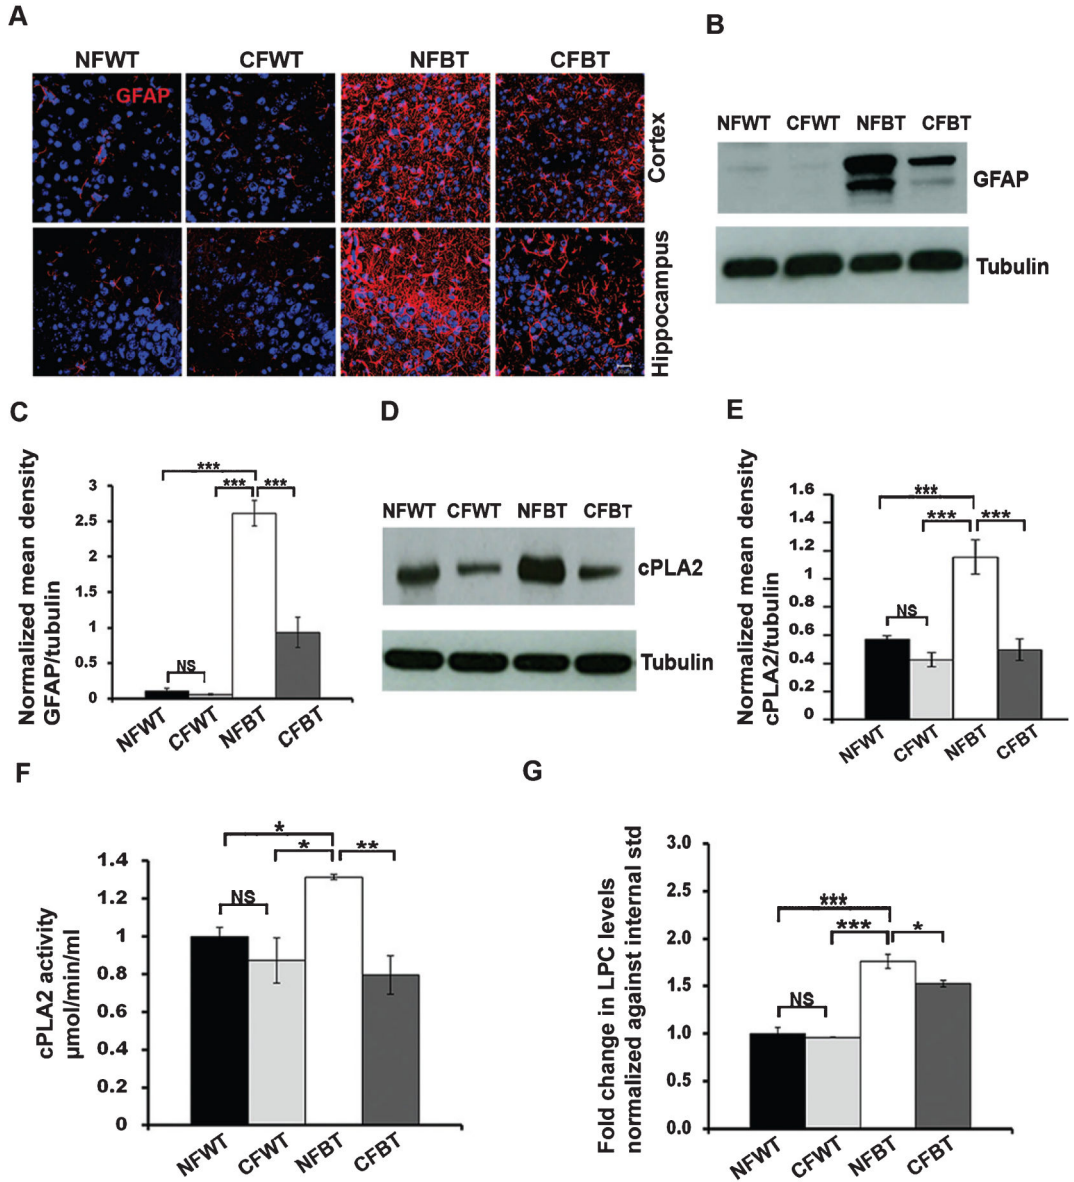 A
NFWT CFWT NFBT CFBT
GFAP
Cortex
Hippocampus
B
NFWT CFWT NFBT CFBT
GFAP
Tubulin
C
Normalized mean density
GFAP/tubulin
3
2.5
2
1.5
1
0.5
0
***
*** ***
NS
NFWT CFWT NFBT CFBT
D
NFWT CFWT NFBT CFBT
cPLA2
Tubulin
E
Normalized mean density
cPLA2/tubulin
1.6
1.4
1.2
1
0.8
0.6
0.4
0.2
0
***
*** ***
NS
NFWT CFWT NFBT CFBT
F
cPLA2 activity
µmol/min/ml
1.4
1.2
1
0.8
0.6
0.4
0.2
0
*
* **
NS
NFWT CFWT NFBT CFBT
G
Fold change in LPC levels
normalized against internal std
3.0
2.5
2.0
1.5
1.0
0.5
0.0
***
*** *
NS
NFWT CFWT NFBT CFBT